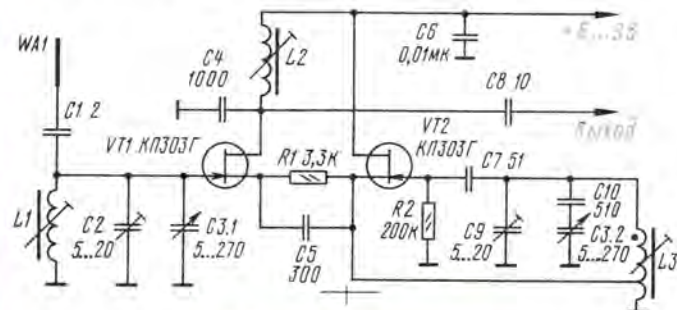 WA1
C1 2
C4
1000
L2
C6
0,01мк
C8 10
Выход
VT1 КП303Г
R1 3,3к
VT2
КП303Г
C7 51
L1
C2
5...20
C3.1
5...270
C5
300
R2
200к
C9
5...20
C10
510
C3.2
5...270
L3